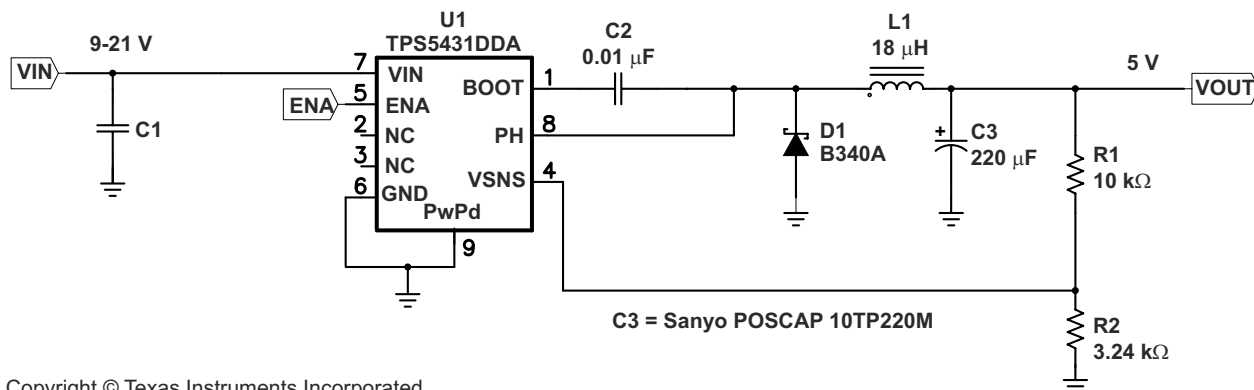 U1
TPS5431DDA
9-21 V
VIN
C1
ENA
7 VIN
5 ENA
2 NC
3 NC
6 GND
PwPd
9
BOOT 1
PH 8
VSNS 4
C2
0.01 μF
L1
18 μH
5 V
VOUT
D1
B340A
+
C3
220 μF
R1
10 kΩ
R2
3.24 kΩ
C3 = Sanyo POSCAP 10TP220M
Copyright © Texas Instruments Incorporated